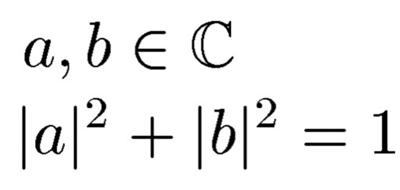 a, b ∈ ℂ
|a|² + |b|² = 1